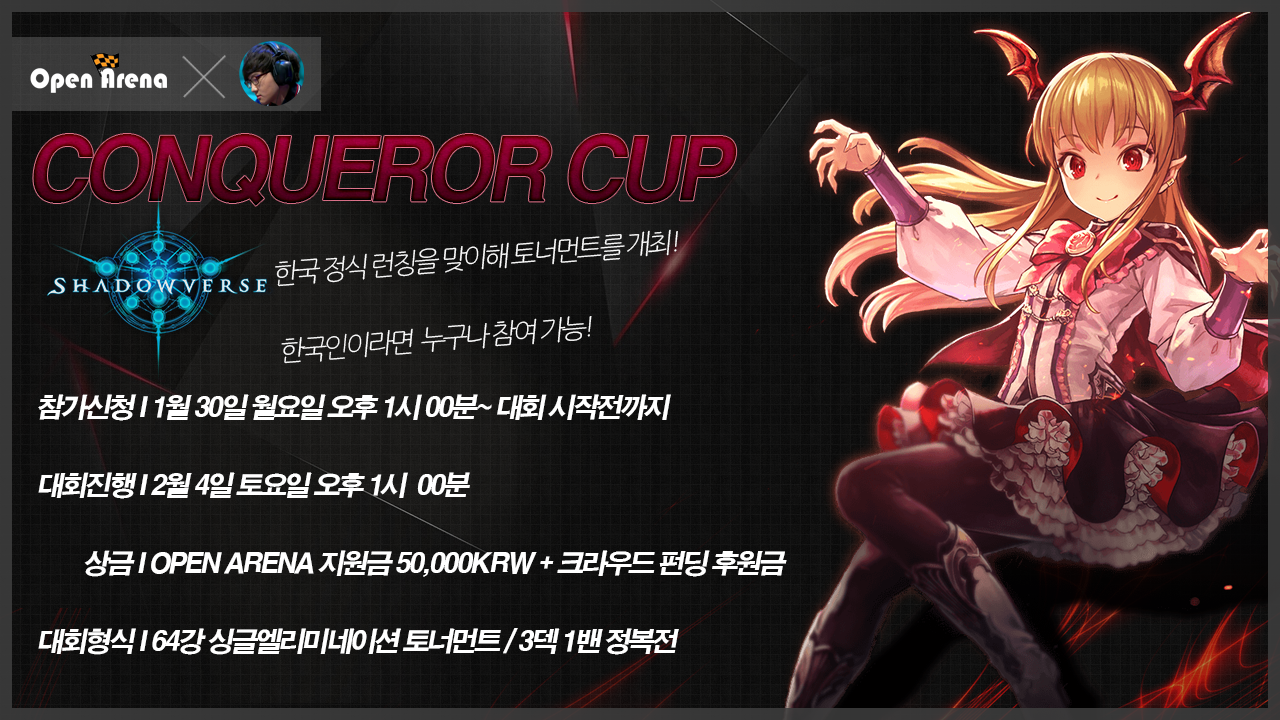 Open Arena
CONQUEROR CUP
SHADOWVERSE
한국 정식 런칭을 맞이해 토너먼트를 개최!
한국인이라면 누구나 참여 가능!
참가신청 I 1월 30일 월요일 오후 1시 00분~ 대회 시작전까지
대회진행 I 2월 4일 토요일 오후 1시 00분
상금 I OPEN ARENA 지원금 50,000KRW + 크라우드 펀딩 후원금
대회형식 I 64강 싱글엘리미네이션 토너먼트 / 3덱 1밴 정복전